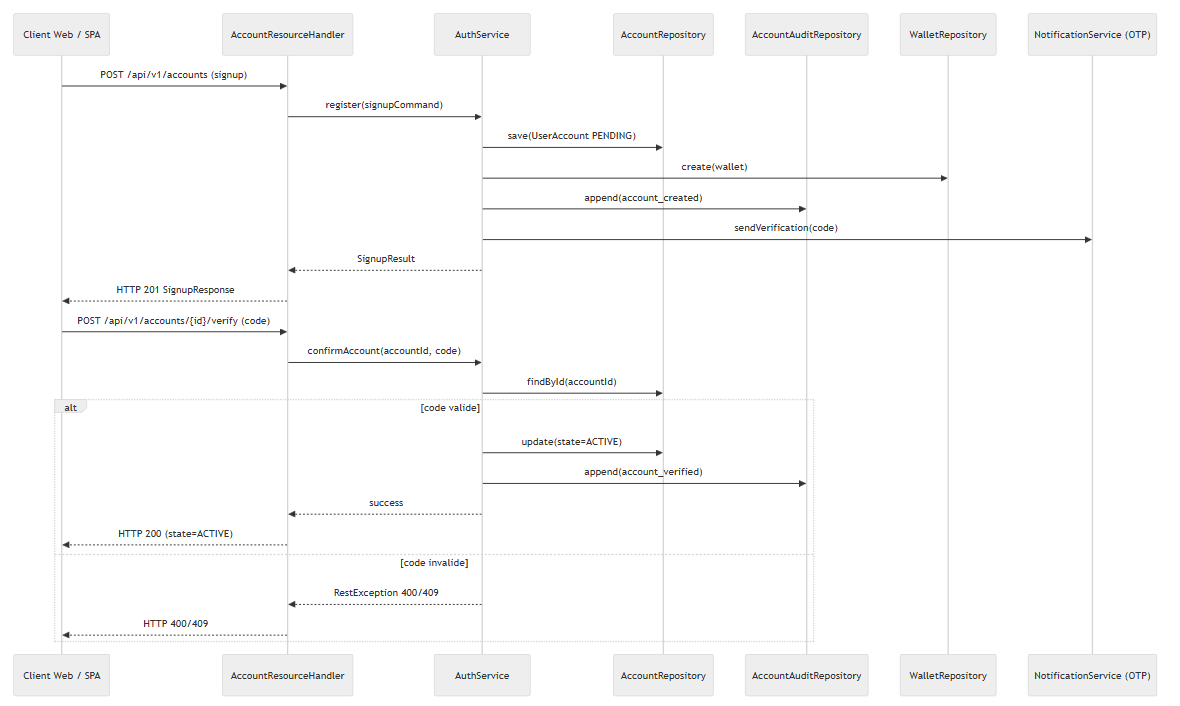 Client Web / SPA
AccountResourceHandler
AuthService
AccountRepository
AccountAuditRepository
WalletRepository
NotificationService (OTP)
POST /api/v1/accounts (signup)
register(signupCommand)
save(UserAccount PENDING)
create(wallet)
append(account_created)
sendVerification(code)
SignupResult
HTTP 201 SignupResponse
POST /api/v1/accounts/{id}/verify (code)
confirmAccount(accountId, code)
findById(accountId)
alt
[code valide]
update(state=ACTIVE)
append(account_verified)
success
HTTP 200 (state=ACTIVE)
[code invalide]
RestException 400/409
HTTP 400/409
Client Web / SPA
AccountResourceHandler
AuthService
AccountRepository
AccountAuditRepository
WalletRepository
NotificationService (OTP)